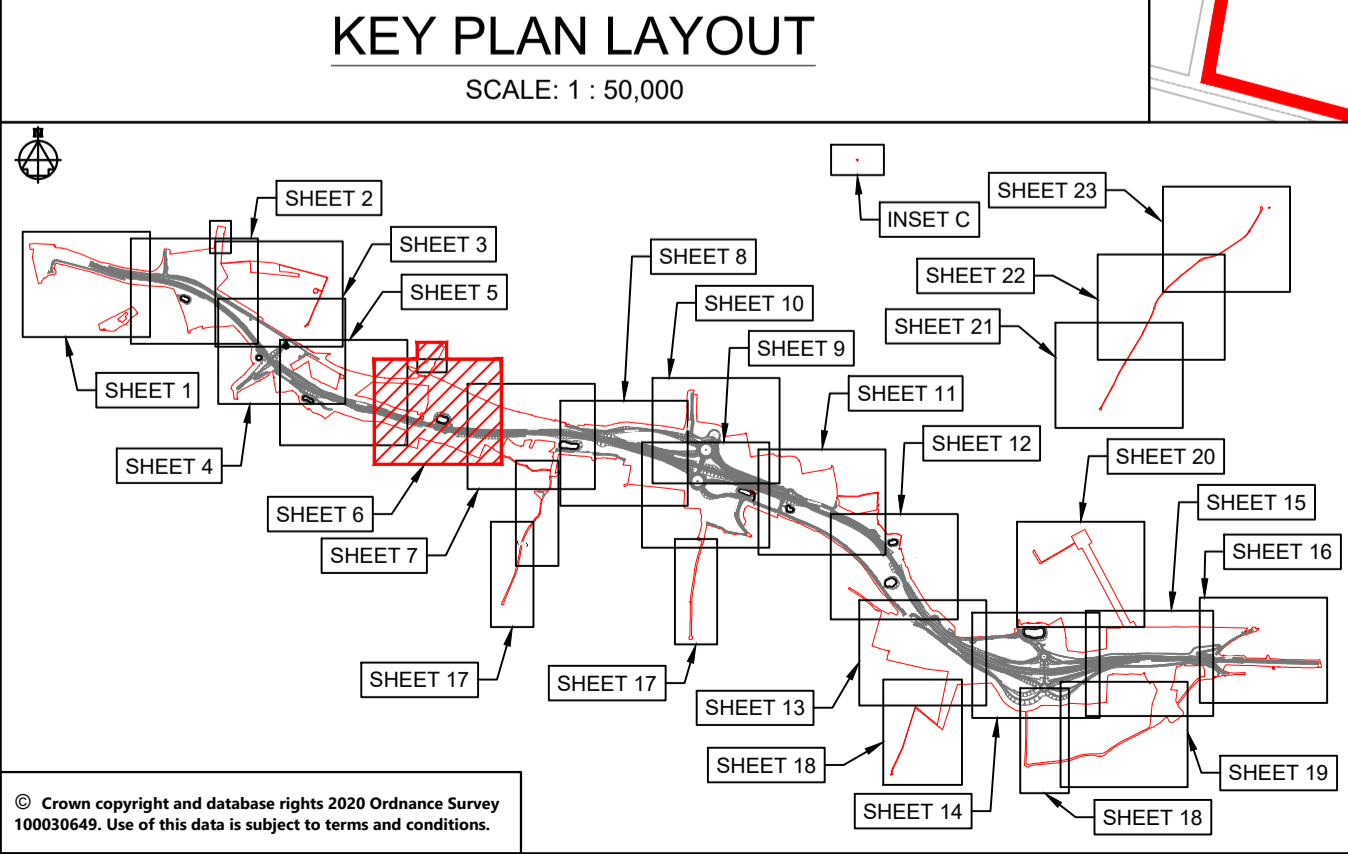 KEY PLAN LAYOUT
SCALE: 1 : 50,000
N
SHEET 2
SHEET 3
SHEET 5
SHEET 1
SHEET 4
SHEET 6
SHEET 7
SHEET 8
SHEET 10
SHEET 9
SHEET 11
SHEET 12
INSET C
SHEET 23
SHEET 22
SHEET 21
SHEET 20
SHEET 15
SHEET 16
SHEET 17
SHEET 17
SHEET 13
SHEET 18
SHEET 14
SHEET 18
SHEET 19
© Crown copyright and database rights 2020 Ordnance Survey
100030649. Use of this data is subject to terms and conditions.